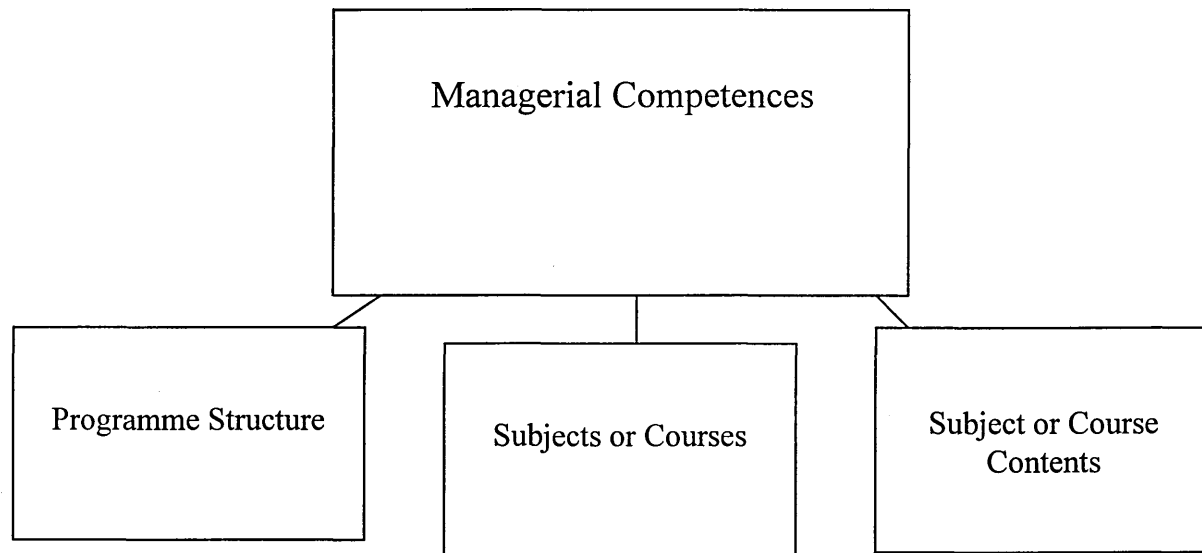 Managerial Competences
Programme Structure
Subjects or Courses
Subject or Course
Contents